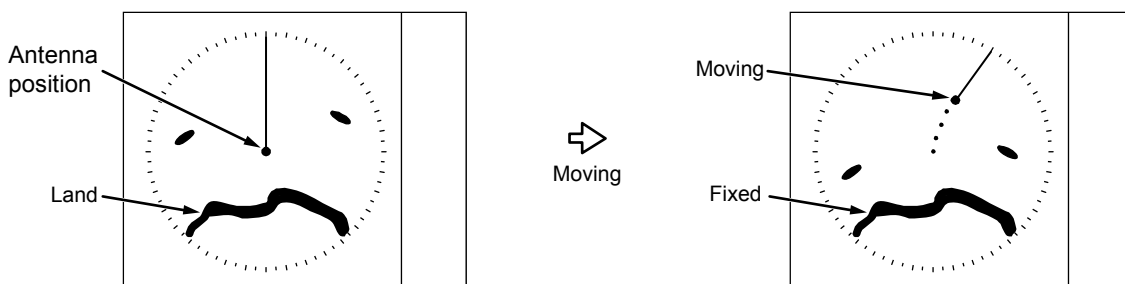 Antenna
position
Land
Moving
Moving
Fixed